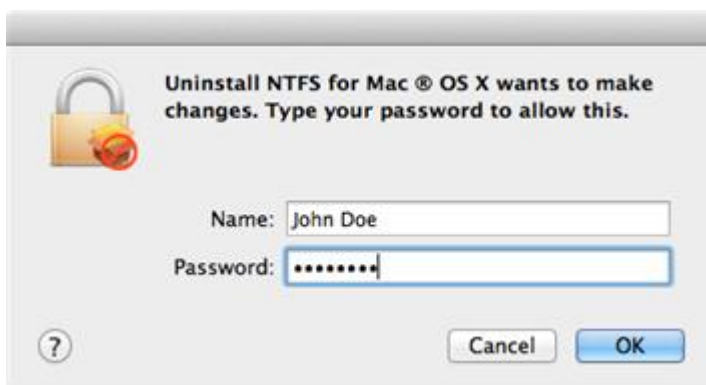 Uninstall NTFS for Mac ® OS X wants to make
changes. Type your password to allow this.
Name: John Doe
Password: ••••••••
? Cancel OK